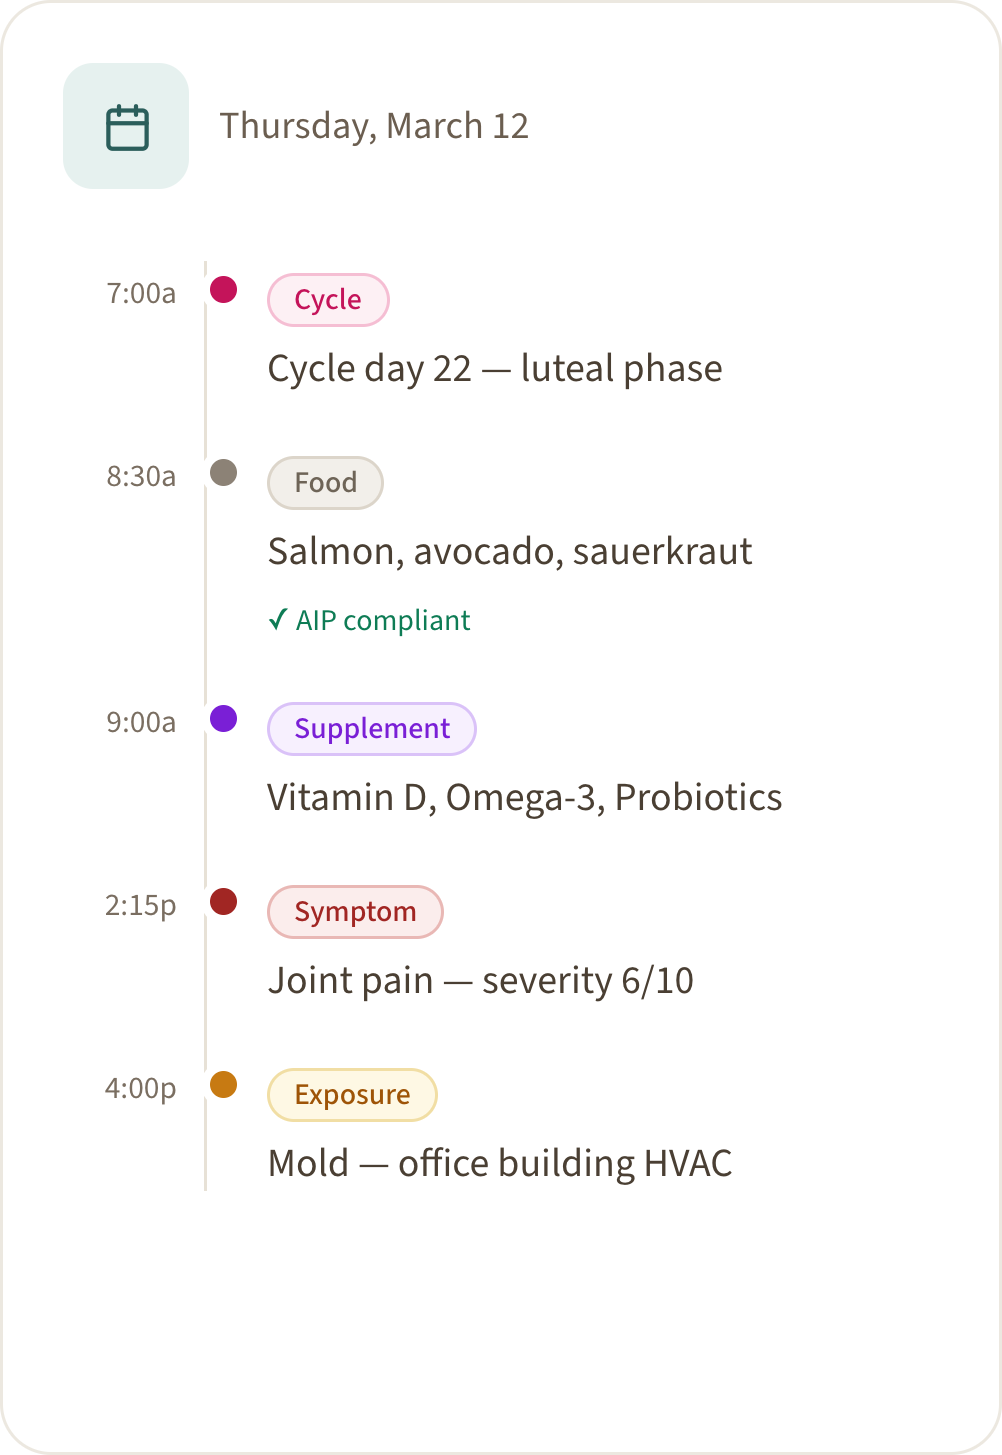 Thursday, March 12
7:00a
Cycle
Cycle day 22 — luteal phase
8:30a
Food
Salmon, avocado, sauerkraut
✓ AIP compliant
9:00a
Supplement
Vitamin D, Omega-3, Probiotics
2:15p
Symptom
Joint pain — severity 6/10
4:00p
Exposure
Mold — office building HVAC